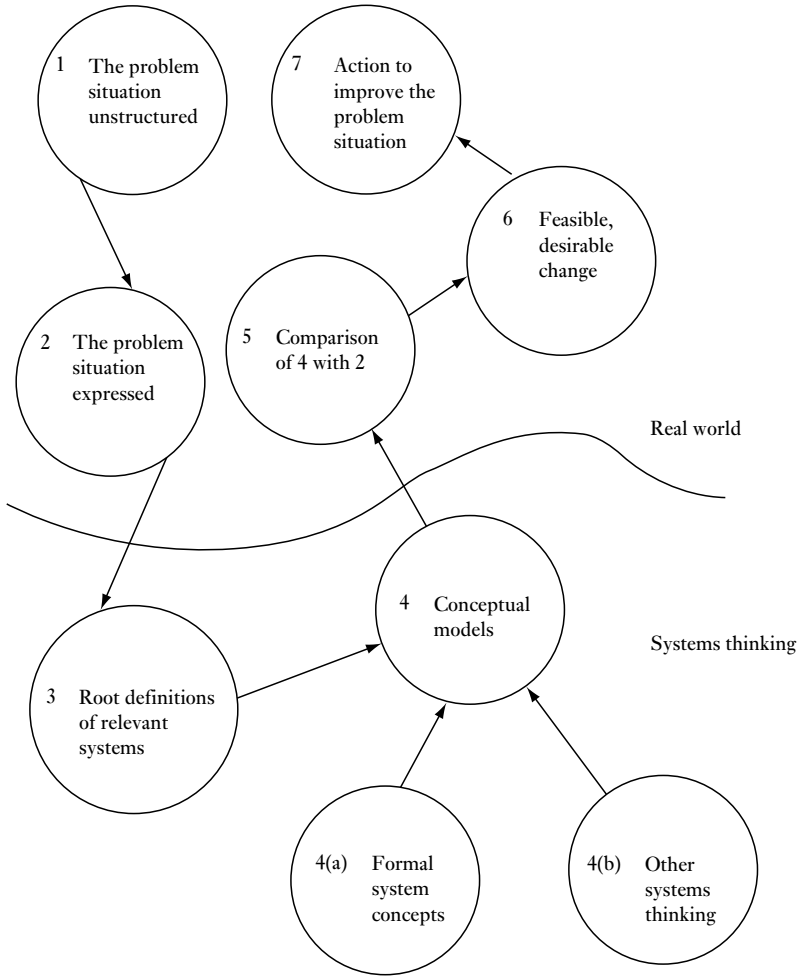 1 The problem
situation
unstructured
7 Action to
improve the
problem
situation
6 Feasible,
desirable
change
2 The problem
situation
expressed
5 Comparison
of 4 with 2
Real world
4 Conceptual
models
Systems thinking
3 Root definitions
of relevant
systems
4(a) Formal
system
concepts
4(b) Other
systems
thinking